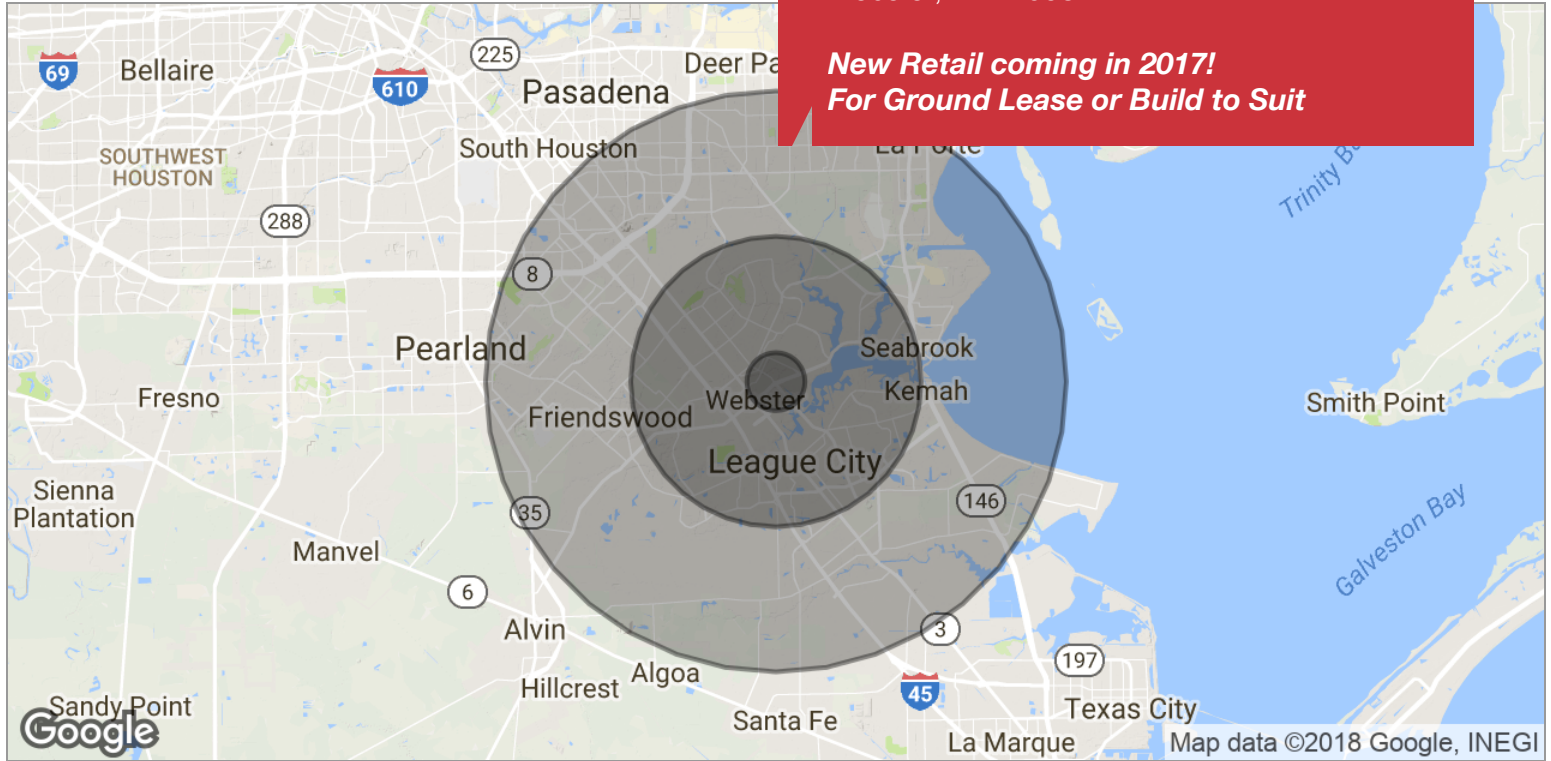 New Retail coming in 2017!
For Ground Lease or Build to Suit
69
Bellaire
610
225
Pasadena
Deer Pa
South Houston
La Porte
SOUTHWEST
HOUSTON
288
8
Trinity Ba
Pearland
Seabrook
Kemah
Webster
Fresno
Friendswood
Smith Point
League City
Sienna
Plantation
35
146
Galveston Bay
Manvel
6
Alvin
3
197
Algoa
Hillcrest
45
Sandy Point
Santa Fe
Texas City
La Marque
Google
Map data ©2018 Google, INEGI